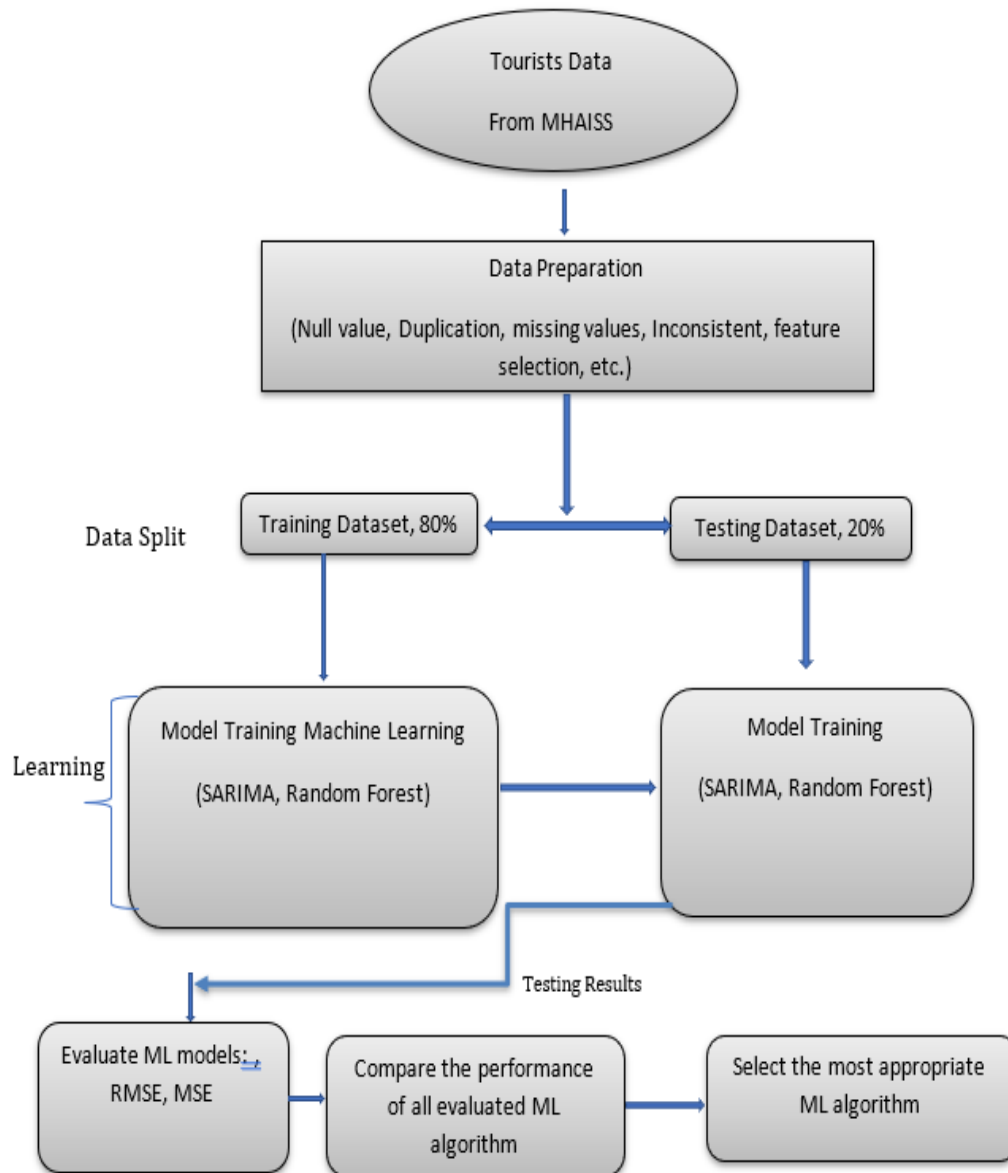 Tourists Data
From MHAISS
Data Preparation
(Null value, Duplication, missing values, Inconsistent, feature
selection, etc.)
Data Split
Training Dataset, 80%
Testing Dataset, 20%
Learning
Model Training Machine Learning
(SARIMA, Random Forest)
Model Training
(SARIMA, Random Forest)
Testing Results
Evaluate ML models: ,
RMSE, MSE
Compare the performance
of all evaluated ML
algorithm
Select the most appropriate
ML algorithm